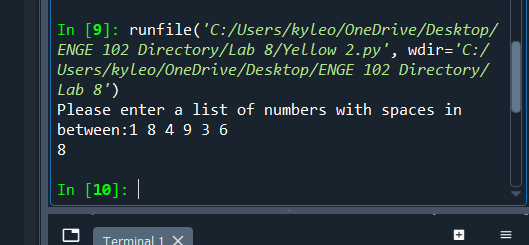 In [9]: runfile('C:/Users/kyleo/OneDrive/Desktop/
ENGE 102 Directory/Lab 8/Yellow 2.py', wdir='C:/
Users/kyleo/OneDrive/Desktop/ENGE 102 Directory/
Lab 8')
Please enter a list of numbers with spaces in
between:1 8 4 9 3 6
8
In [10]:
Terminal 1